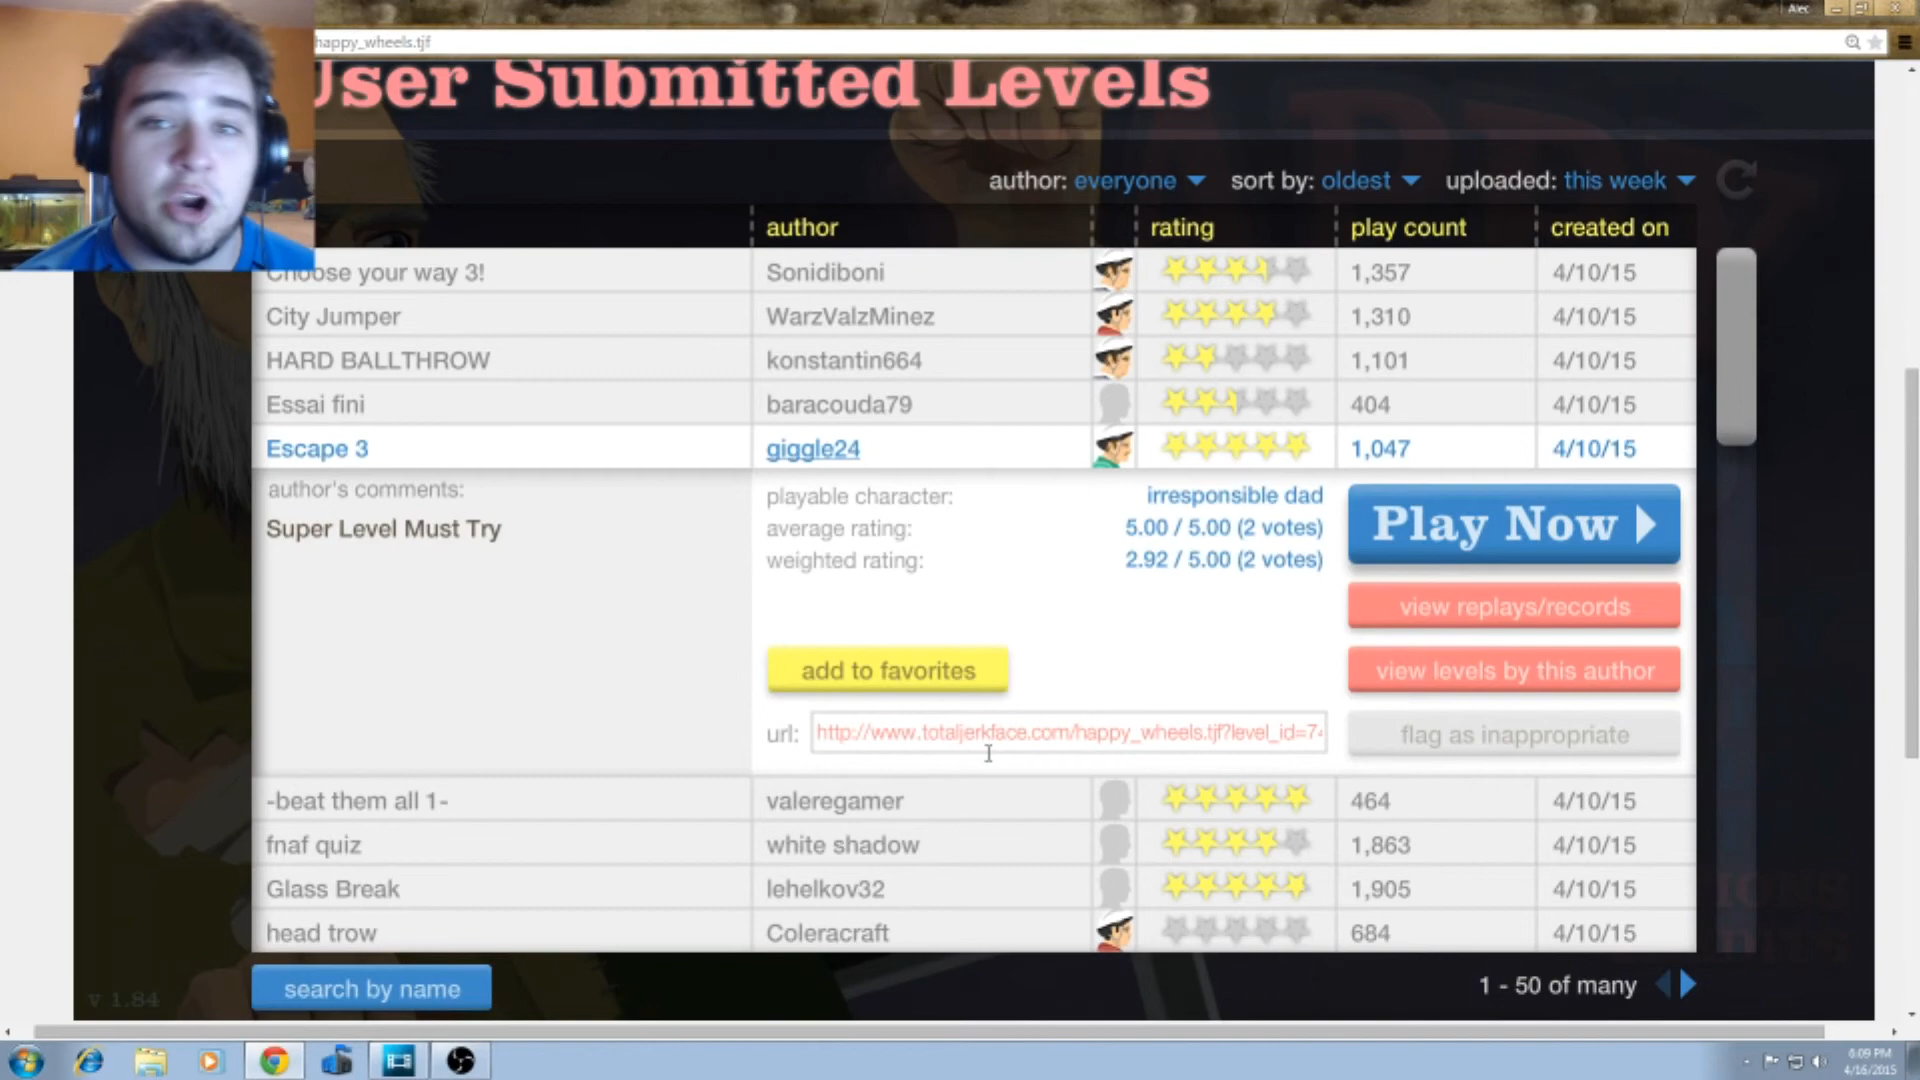 Alec
happy_wheels.tjf
User Submitted Levels
author: everyone sort by: oldest uploaded: this week
author rating play count created on
Choose your way 3! Sonidiboni 1,357 4/10/15
City Jumper WarzValzMinez 1,310 4/10/15
HARD BALLTHROW konstantin664 1,101 4/10/15
Essai fini baracouda79 404 4/10/15
Escape 3 giggle24 1,047 4/10/15
author's comments:
Super Level Must Try
playable character: irresponsible dad
average rating: 5.00 / 5.00 (2 votes)
weighted rating: 2.92 / 5.00 (2 votes)
Play Now
view replays/records
add to favorites
view levels by this author
url: http://www.totaljerkface.com/happy_wheels.tjf?level_id=7
flag as inappropriate
-beat them all 1- valeregamer 464 4/10/15
fnaf quiz white shadow 1,863 4/10/15
Glass Break lehelkov32 1,905 4/10/15
head trow Coleracraft 684 4/10/15
v 1.84
search by name
1 - 50 of many
6:09 PM
4/16/2015